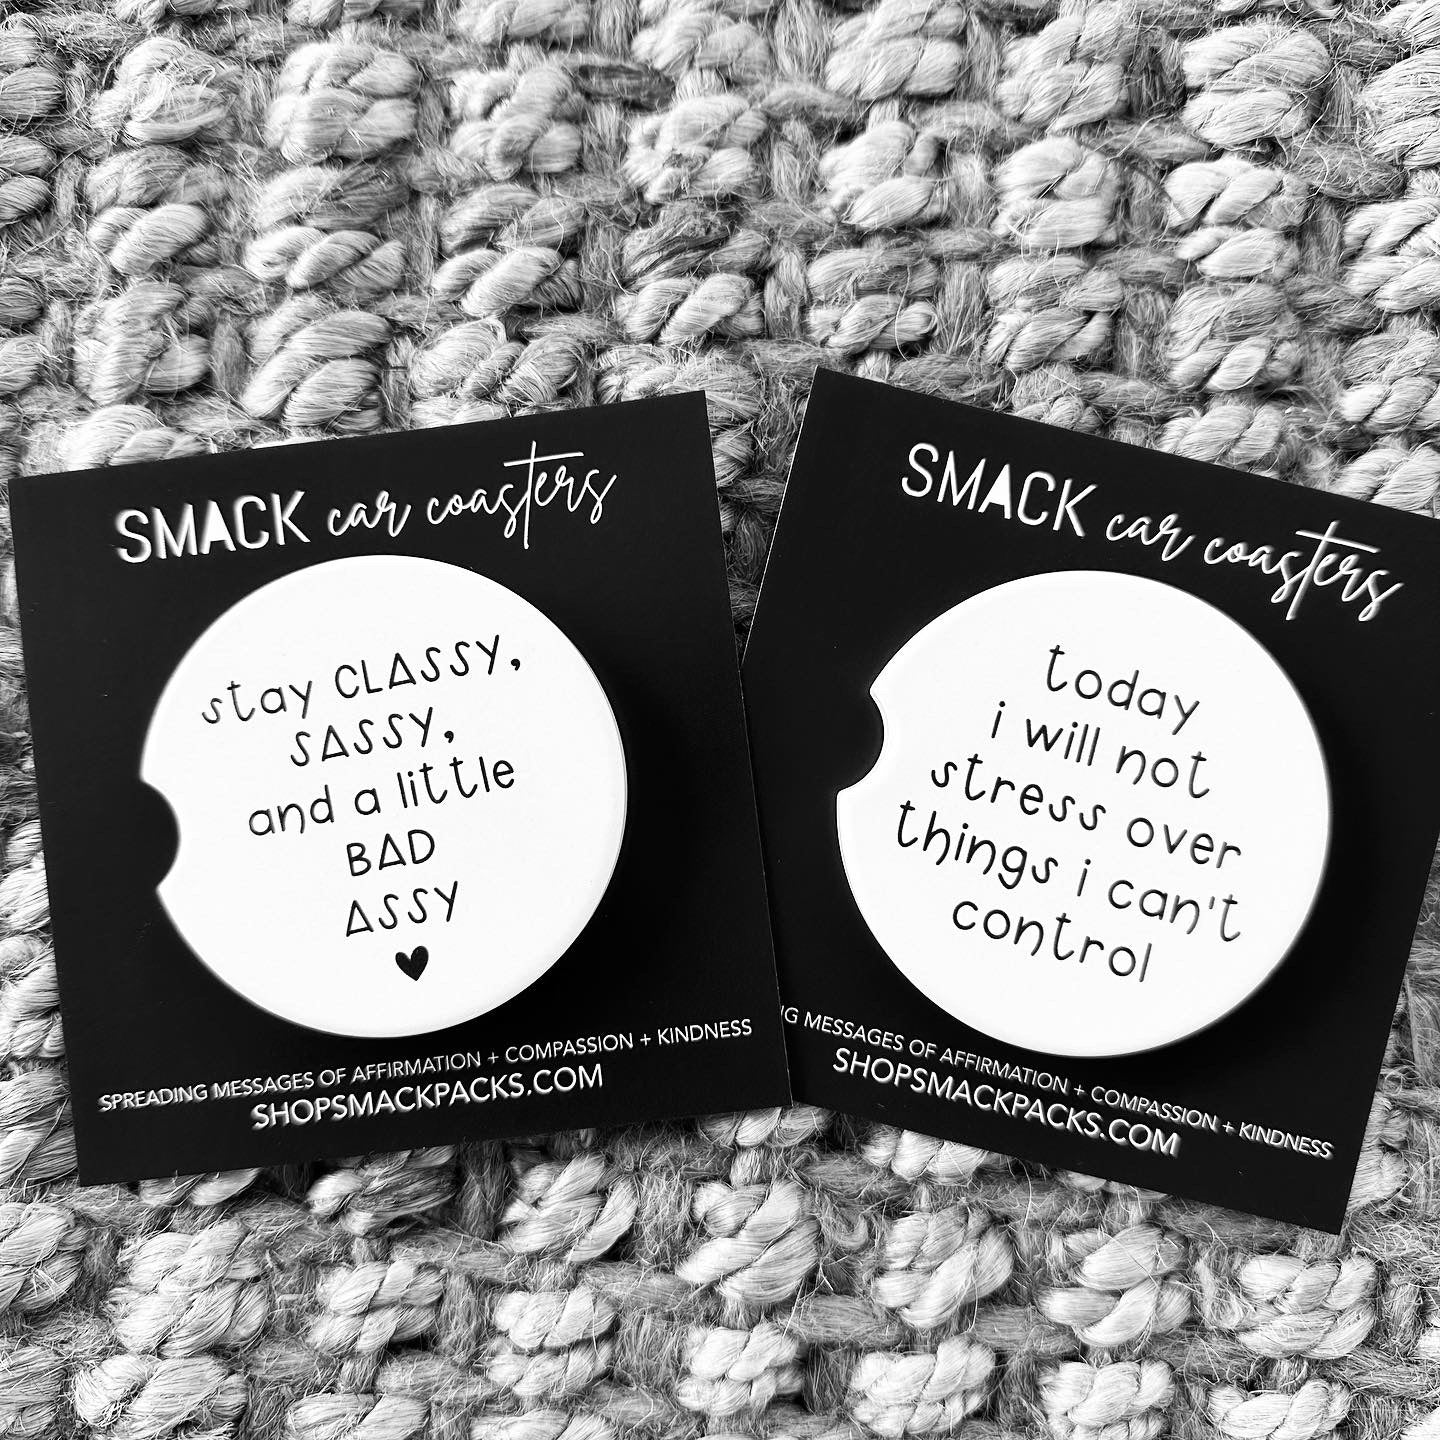 SMACK car coasters
stay CLASSY,
SASSY,
and a little
BAD
ASSY
SPREADING MESSAGES OF AFFIRMATION + COMPASSION + KINDNESS
SHOPSMACKPACKS.COM
SMACK car coasters
today
i will not
stress over
things i can't
control
NG MESSAGES OF AFFIRMATION + COMPASSION + KINDNESS
SHOPSMACKPACKS.COM